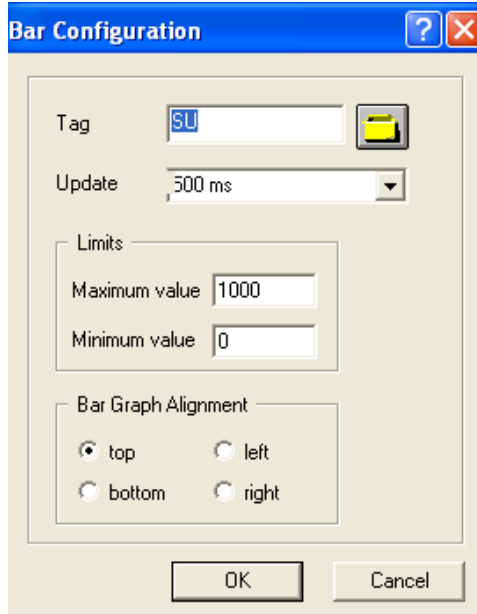 Bar Configuration
Tag SU
Update 500 ms
Limits
Maximum value 1000
Minimum value 0
Bar Graph Alignment
top left
bottom right
OK Cancel